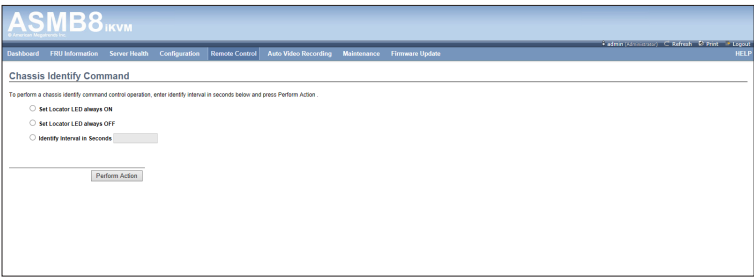 ASMB8 iKVM
© American Megatrends Inc.
admin (Administrator) Refresh Print Logout
Dashboard FRU Information Server Health Configuration Remote Control Auto Video Recording Maintenance Firmware Update HELP
Chassis Identify Command
To perform a chassis identify command control operation, enter identify interval in seconds below and press Perform Action .
Set Locator LED always ON
Set Locator LED always OFF
Identify Interval in Seconds
Perform Action